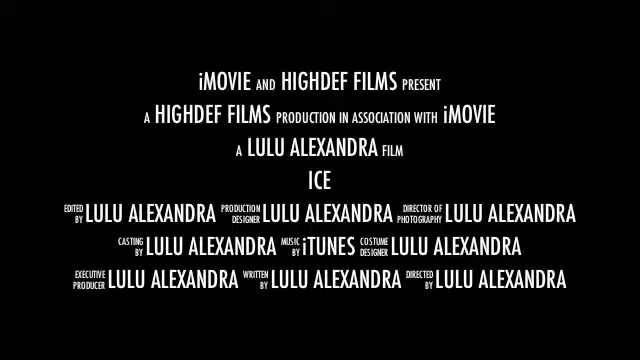 iMOVIE AND HIGHDEF FILMS PRESENT
A HIGHDEF FILMS PRODUCTION IN ASSOCIATION WITH iMOVIE
A LULU ALEXANDRA FILM
ICE
EDITED BY LULU ALEXANDRA PRODUCTION DESIGNER LULU ALEXANDRA DIRECTOR OF PHOTOGRAPHY LULU ALEXANDRA
CASTING BY LULU ALEXANDRA MUSIC BY iTUNES COSTUME DESIGNER LULU ALEXANDRA
EXECUTIVE PRODUCER LULU ALEXANDRA WRITTEN BY LULU ALEXANDRA DIRECTED BY LULU ALEXANDRA